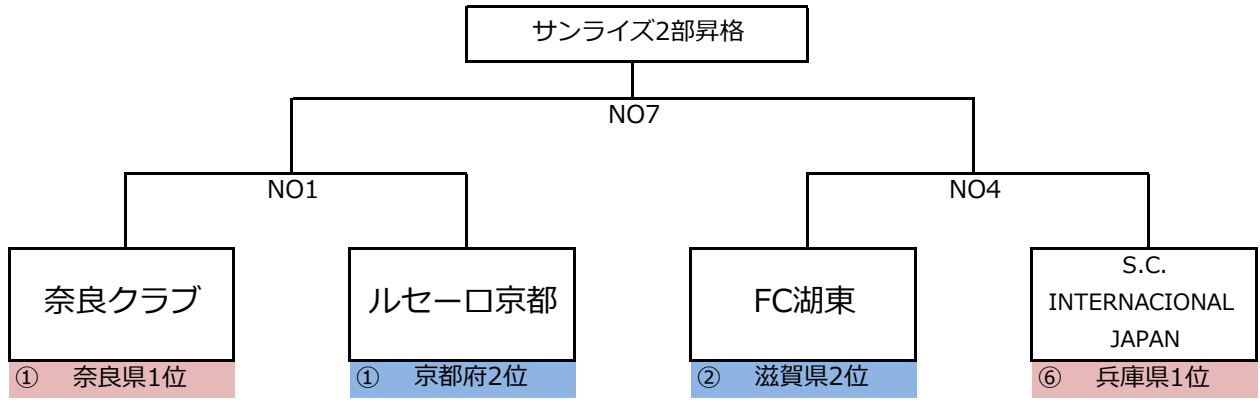 サンライズ2部昇格
NO7
NO1
NO4
奈良クラブ
ルセーロ京都
FC湖東
S.C.
INTERNACIONAL
JAPAN
① 奈良県1位
① 京都府2位
② 滋賀県2位
⑥ 兵庫県1位